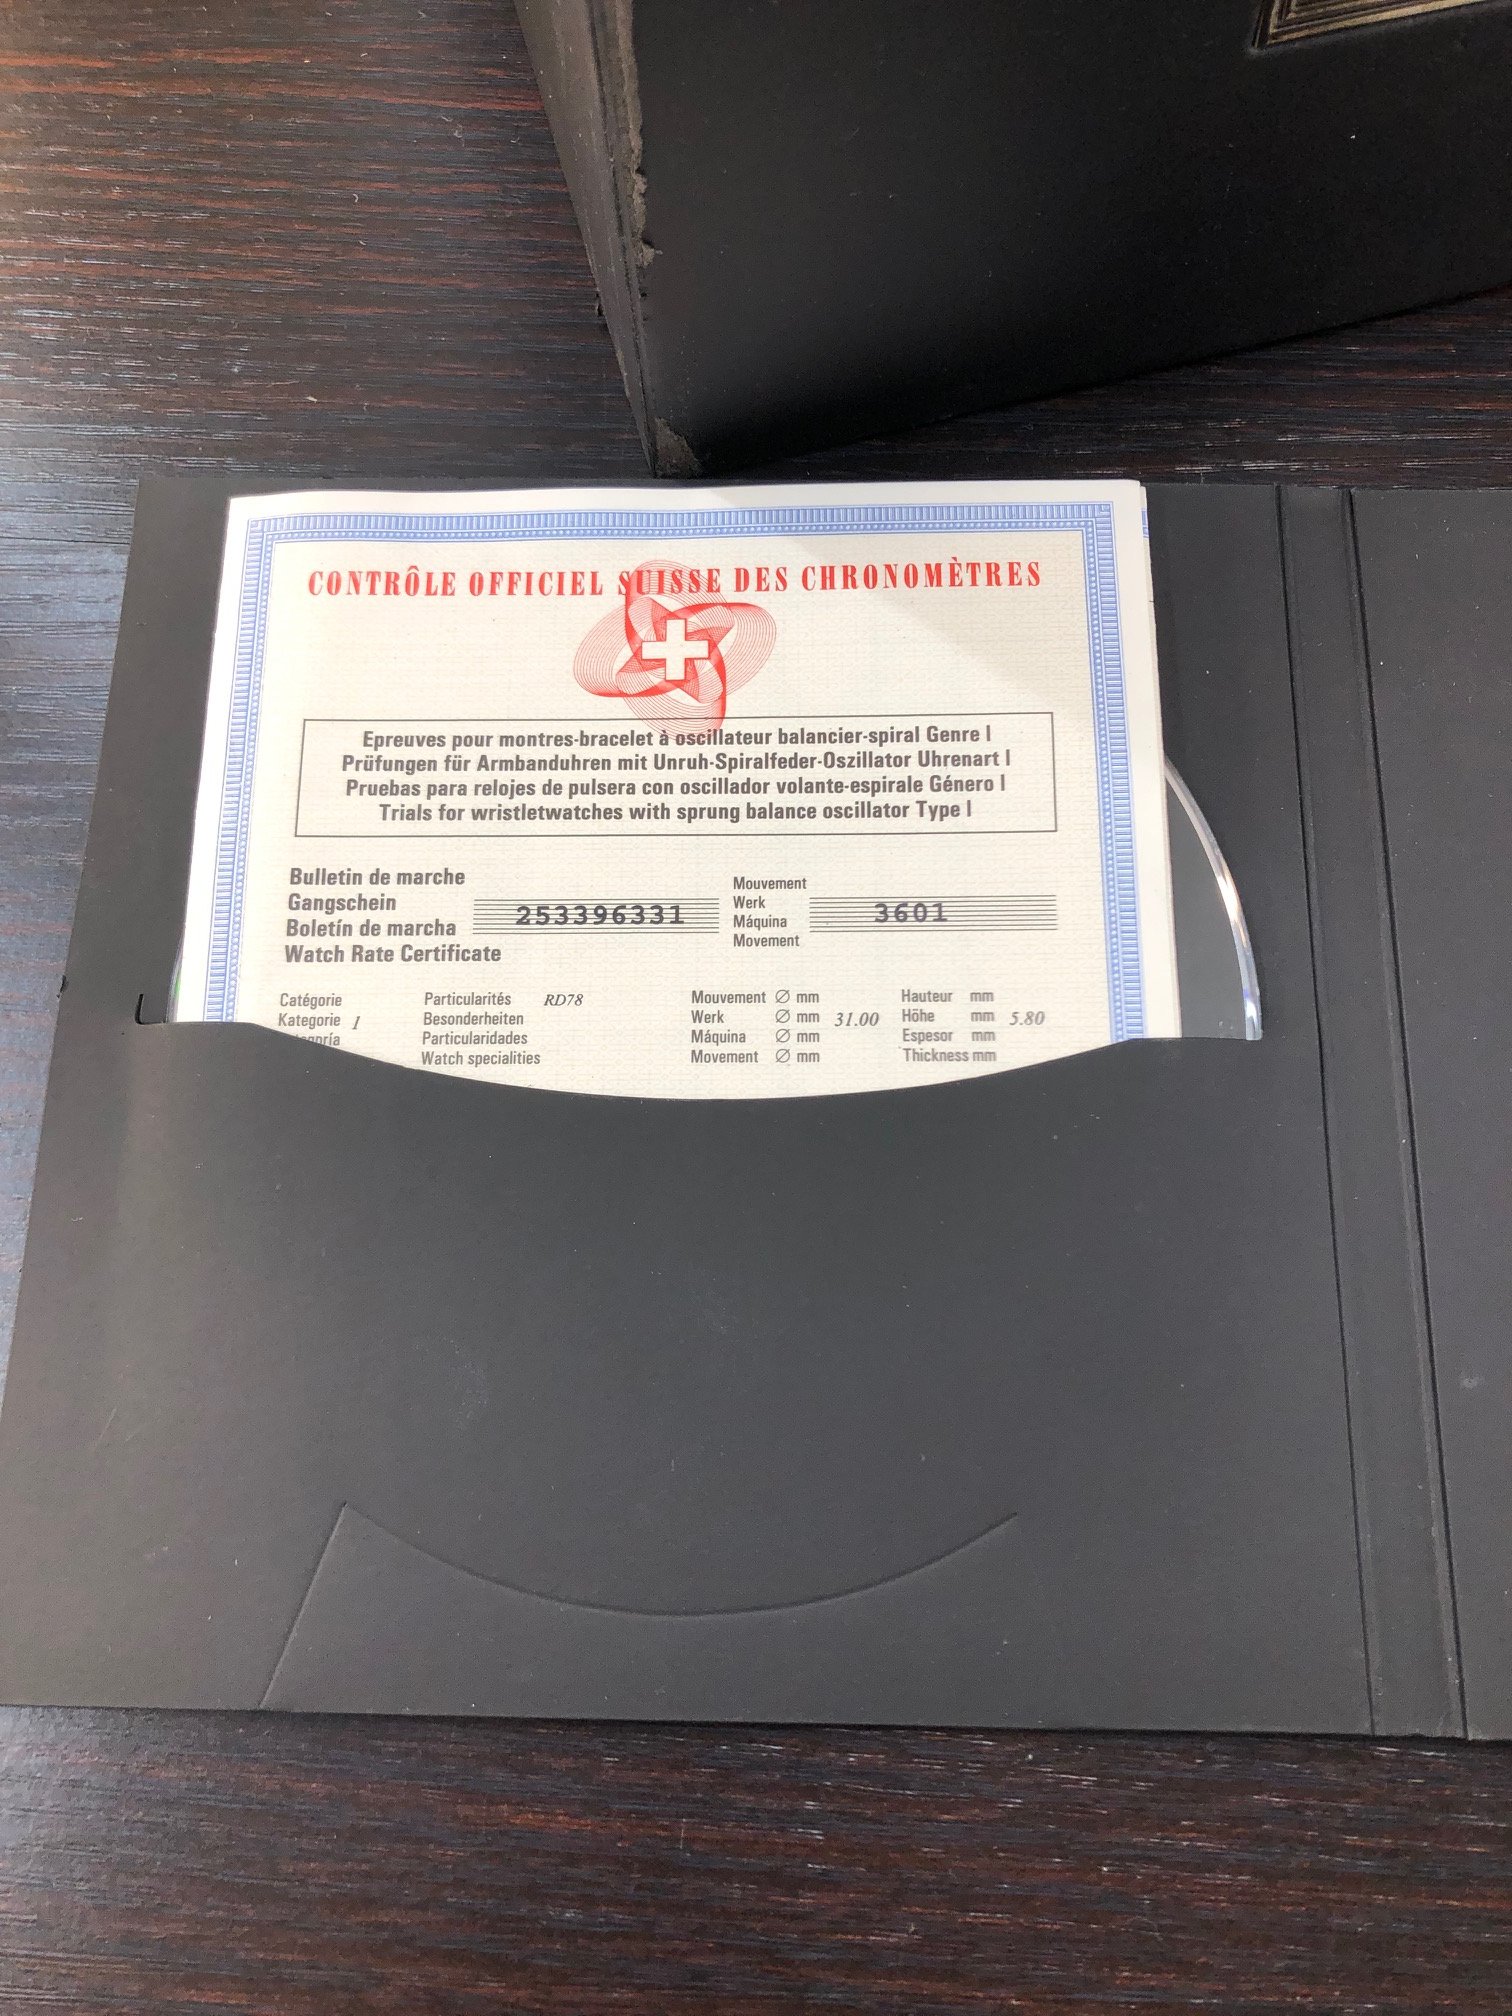 CONTRÔLE OFFICIEL SUISSE DES CHRONOMÈTRES
Epreuves pour montres-bracelet à oscillateur balancier-spiral Genre I
Prüfungen für Armbanduhren mit Unruh-Spiralfeder-Oszillator Uhrenart I
Pruebas para relojes de pulsera con oscillador volante-espirale Género I
Trials for wristletwatches with sprung balance oscillator Type I
Bulletin de marche
Gangschein
Boletín de marcha
Watch Rate Certificate
253396331
Mouvement
Werk
Máquina
Movement
3601
Catégorie
Kategorie 1
Particularités RD78
Besonderheiten
Particularidades
Watch specialities
Mouvement ∅ mm
Werk ∅ mm 31.00
Máquina ∅ mm
Movement ∅ mm
Hauteur mm
Höhe mm 5.80
Espesor mm
Thickness mm